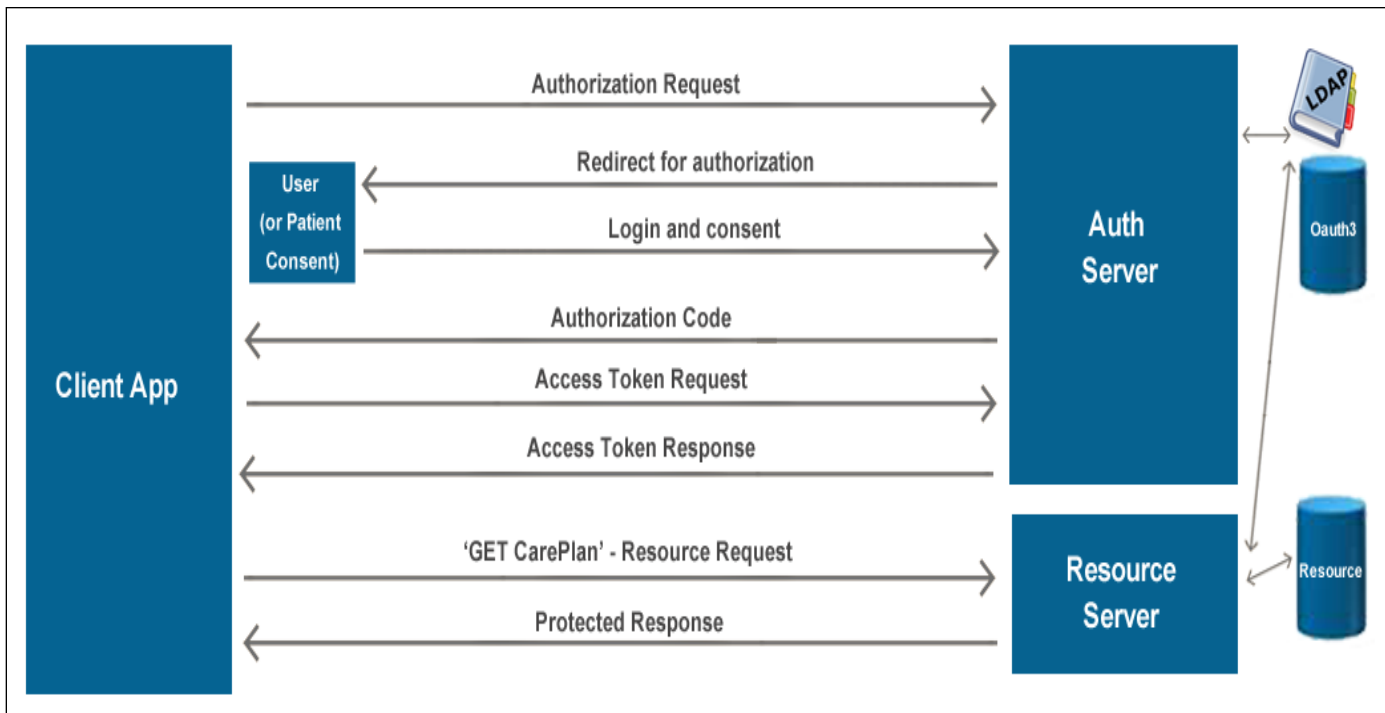 Authorization Request
LDAP
Redirect for authorization
User
(or Patient
Consent)
Login and consent
Auth
Server
Oauth3
Authorization Code
Client App
Access Token Request
Access Token Response
'GET CarePlan' - Resource Request
Resource
Server
Resource
Protected Response